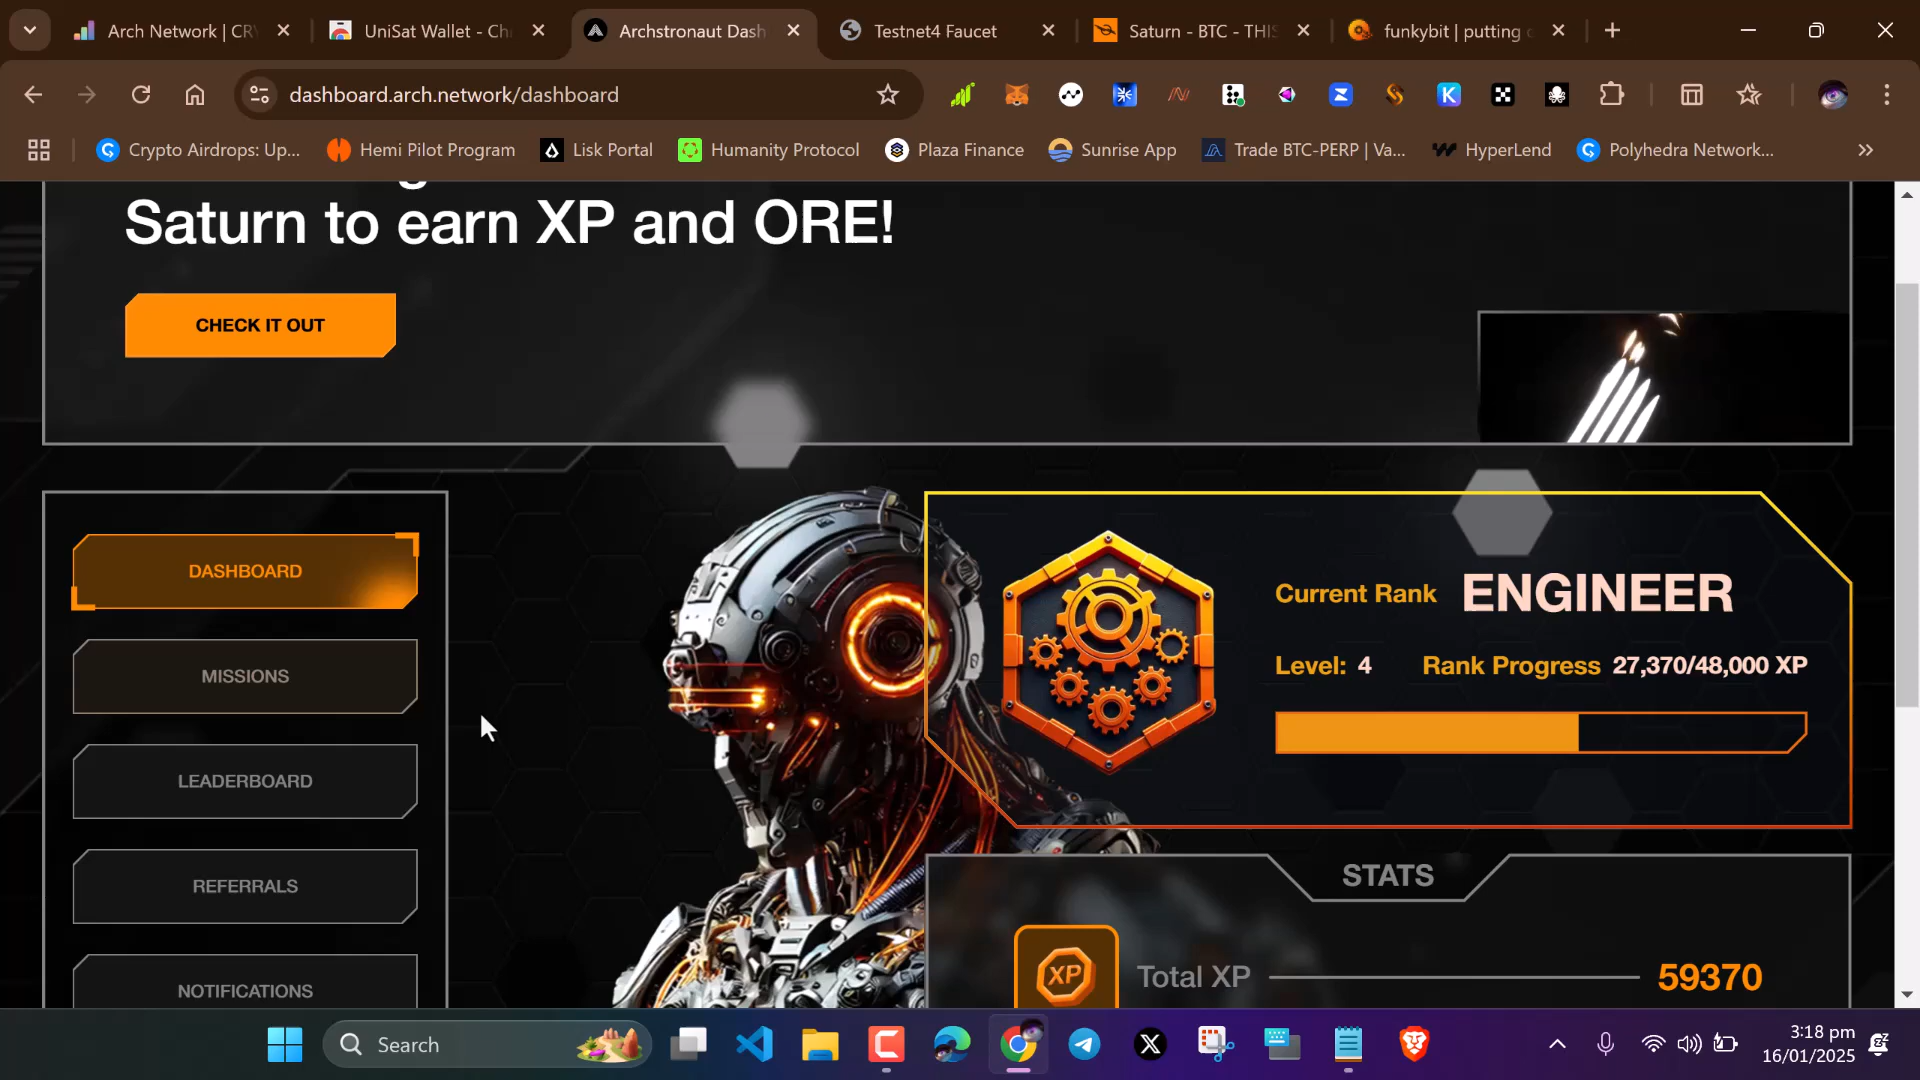 Arch Network | CRY
UniSat Wallet - Ch
Archstronaut Dash
Testnet4 Faucet
Saturn - BTC - THIS
funkybit | putting
dashboard.arch.network/dashboard
Crypto Airdrops: Up...
Hemi Pilot Program
Lisk Portal
Humanity Protocol
Plaza Finance
Sunrise App
Trade BTC-PERP | Va...
HyperLend
Polyhedra Network...
Saturn to earn XP and ORE!
CHECK IT OUT
DASHBOARD
MISSIONS
LEADERBOARD
REFERRALS
NOTIFICATIONS
Current Rank ENGINEER
Level: 4 Rank Progress 27,370/48,000 XP
STATS
XP Total XP 59370
Search
3:18 pm
16/01/2025